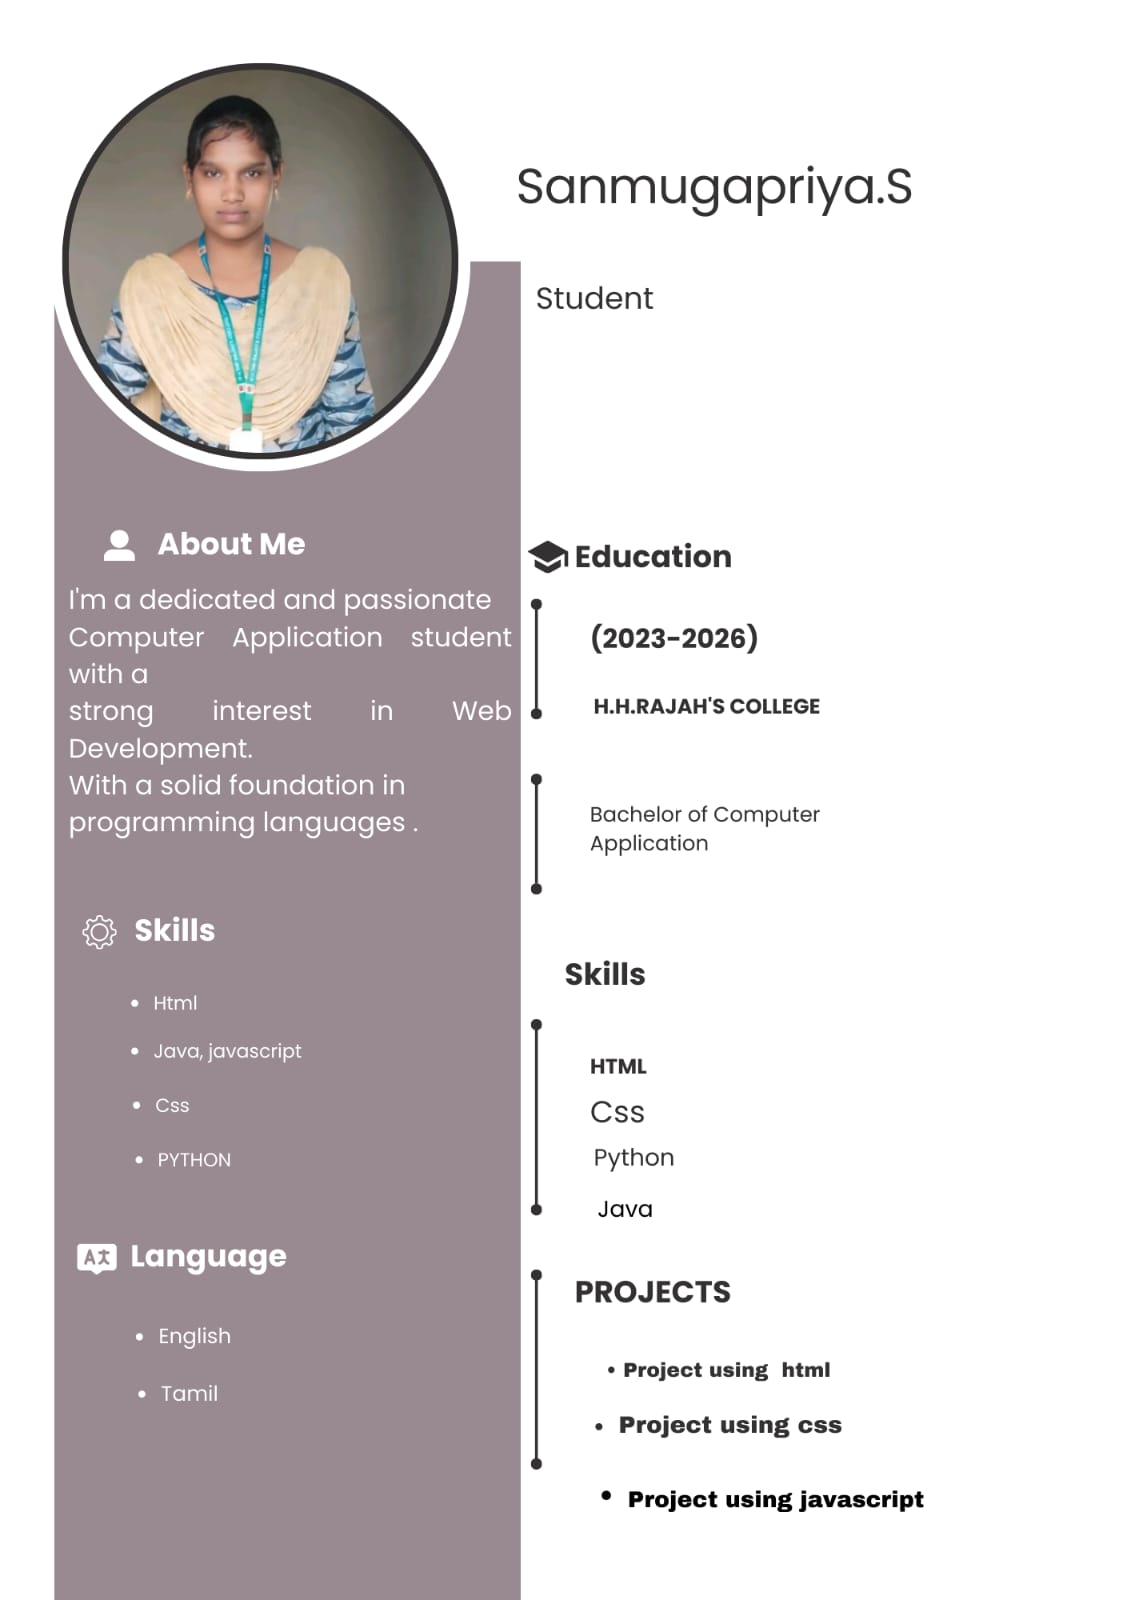 Sanmugapriya.S
Student
About Me
I'm a dedicated and passionate
Computer Application student
with a
strong interest in Web
Development.
With a solid foundation in
programming languages .
Skills
• Html
• Java, javascript
• Css
• PYTHON
Language
• English
• Tamil
Education
(2023-2026)
H.H.RAJAH'S COLLEGE
Bachelor of Computer
Application
Skills
HTML
Css
Python
Java
PROJECTS
• Project using html
• Project using css
• Project using javascript